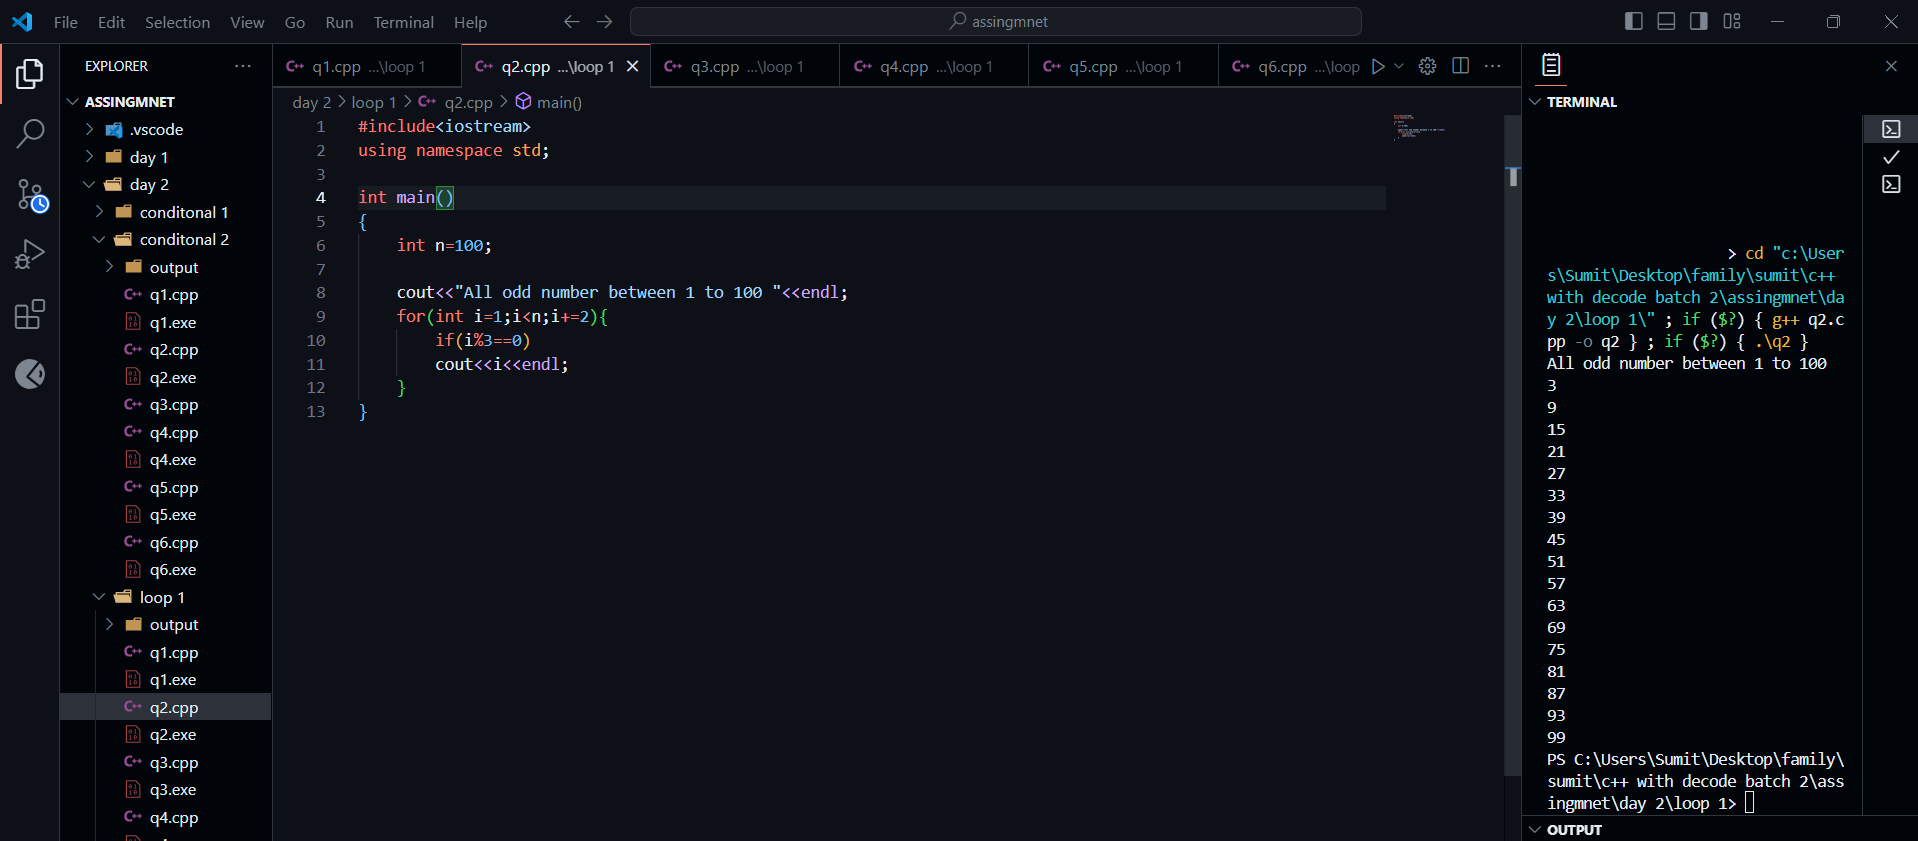 File Edit Selection View Go Run Terminal Help
assingmnet
EXPLORER
ASSINGMNET
.vscode
day 1
day 2
conditonal 1
conditonal 2
output
q1.cpp
q1.exe
q2.cpp
q2.exe
q3.cpp
q4.cpp
q4.exe
q5.cpp
q5.exe
q6.cpp
q6.exe
loop 1
output
q1.cpp
q1.exe
q2.cpp
q2.exe
q3.cpp
q3.exe
q4.cpp
q1.cpp ...\loop 1
q2.cpp ...\loop 1
q3.cpp ...\loop 1
q4.cpp ...\loop 1
q5.cpp ...\loop 1
q6.cpp ...\loop
day 2 > loop 1 > q2.cpp > main()
1 #include<iostream>
2 using namespace std;
3
4 int main()
5 {
6 int n=100;
7
8 cout<<"All odd number between 1 to 100 "<<endl;
9 for(int i=1;i<n;i+=2){
10 if(i%3==0)
11 cout<<i<<endl;
12 }
13 }
TERMINAL
> cd "c:\User
s\Sumit\Desktop\family\sumit\c++
with decode batch 2\assingmnet\da
y 2\loop 1\" ; if ($?) { g++ q2.c
pp -o q2 } ; if ($?) { .\q2 }
All odd number between 1 to 100
3
9
15
21
27
33
39
45
51
57
63
69
75
81
87
93
99
PS C:\Users\Sumit\Desktop\family\
sumit\c++ with decode batch 2\ass
ingmnet\day 2\loop 1>
OUTPUT